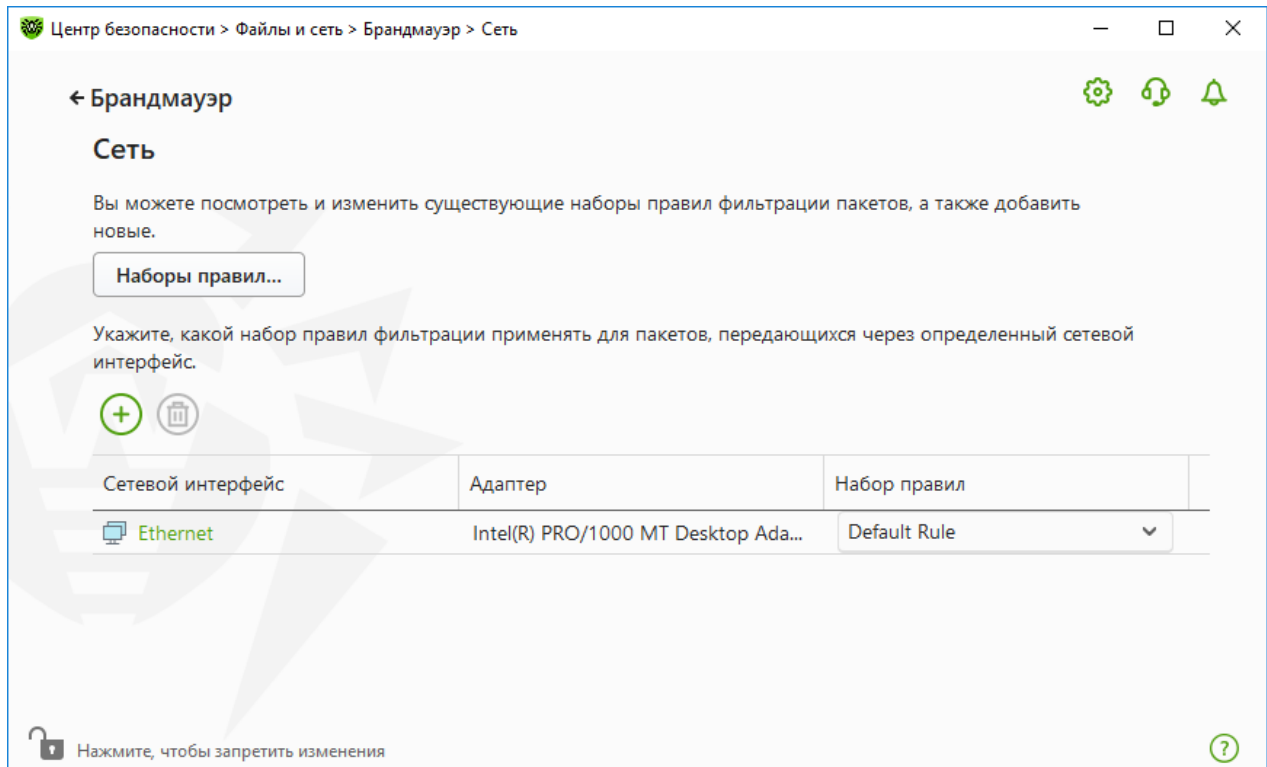 Центр безопасности > Файлы и сеть > Брандмауэр > Сеть
Брандмауэр
Сеть
Вы можете посмотреть и изменить существующие наборы правил фильтрации пакетов, а также добавить
новые.
Наборы правил...
Укажите, какой набор правил фильтрации применять для пакетов, передающихся через определенный сетевой
интерфейс.
Сетевой интерфейс Адаптер Набор правил
Ethernet Intel(R) PRO/1000 MT Desktop Ada... Default Rule
Нажмите, чтобы запретить изменения ?